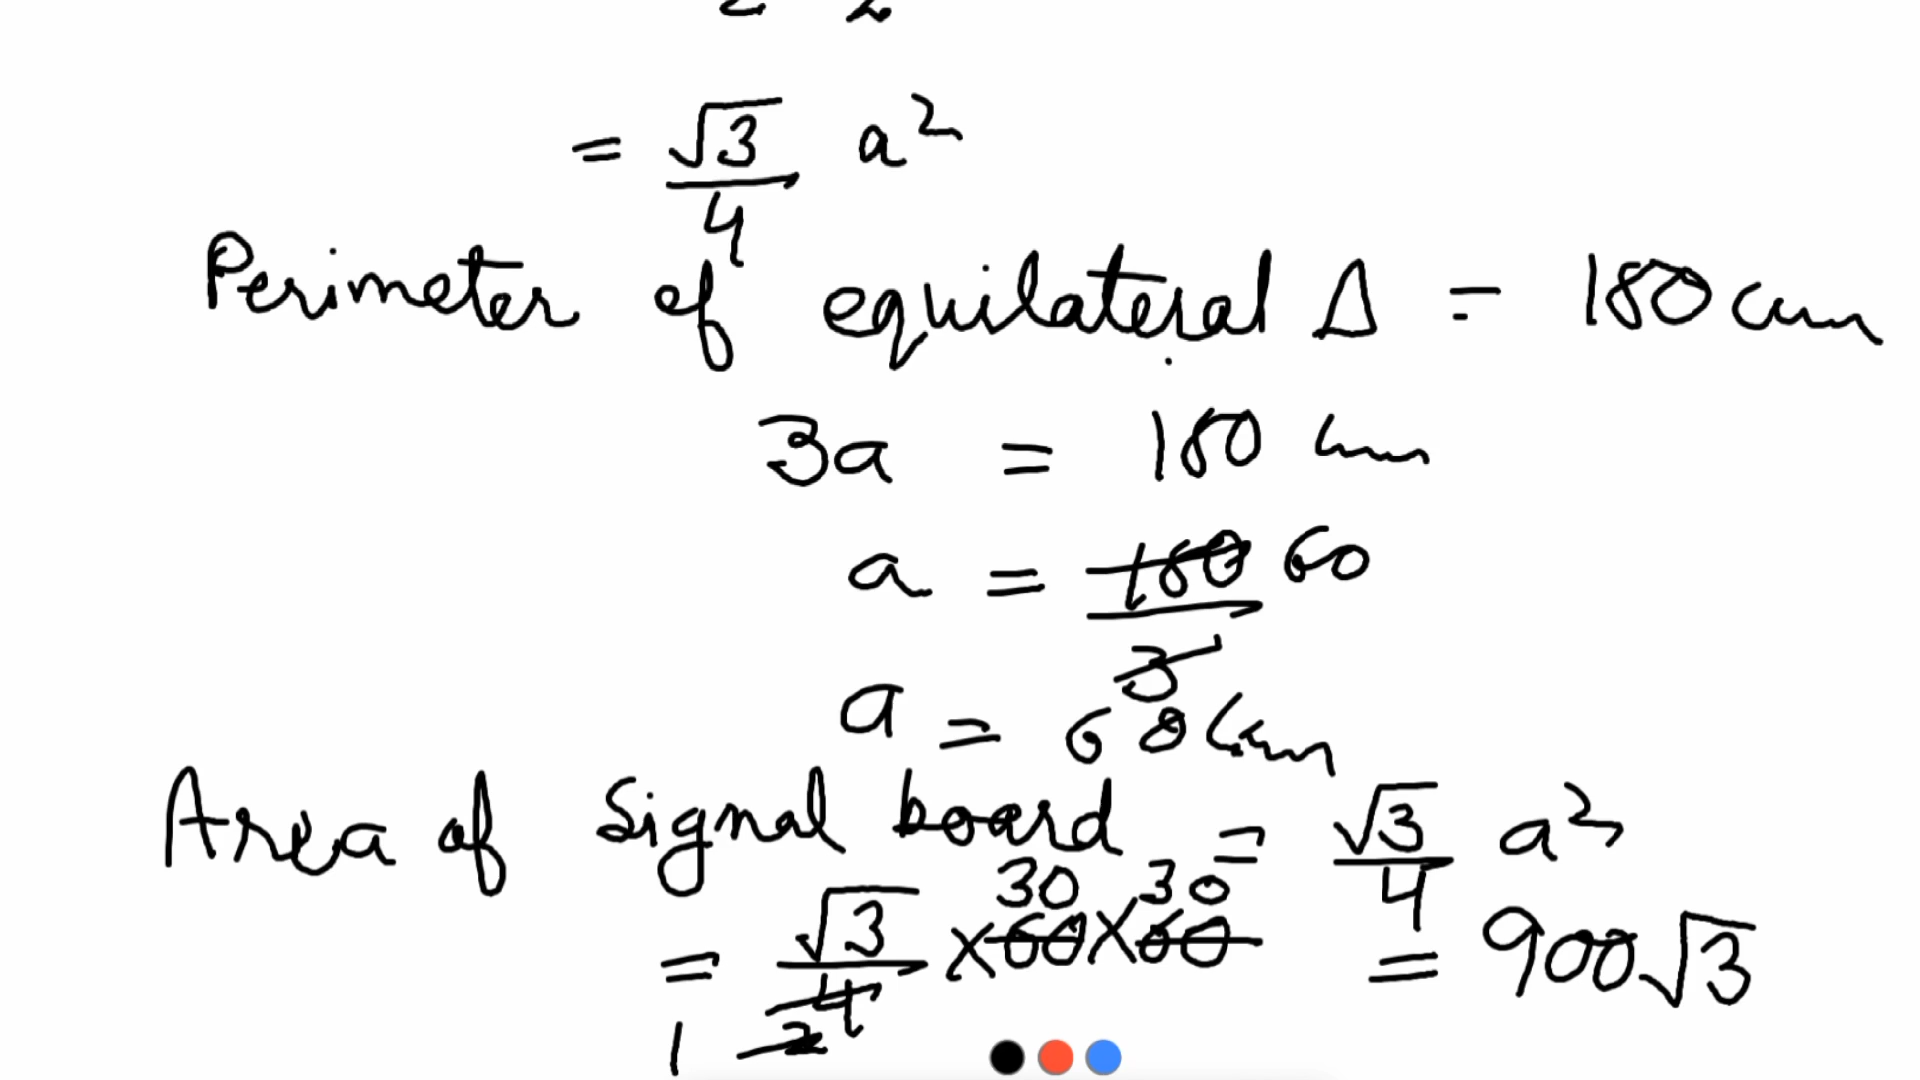 = √3/4 a²
Perimeter of equilateral Δ = 180 cm
3a = 180 cm
a = 180/3 60
a = 60 cm
Area of Signal board = √3/4 a²
= √3/4 × 60 × 60 = 900√3
30 30
1 2